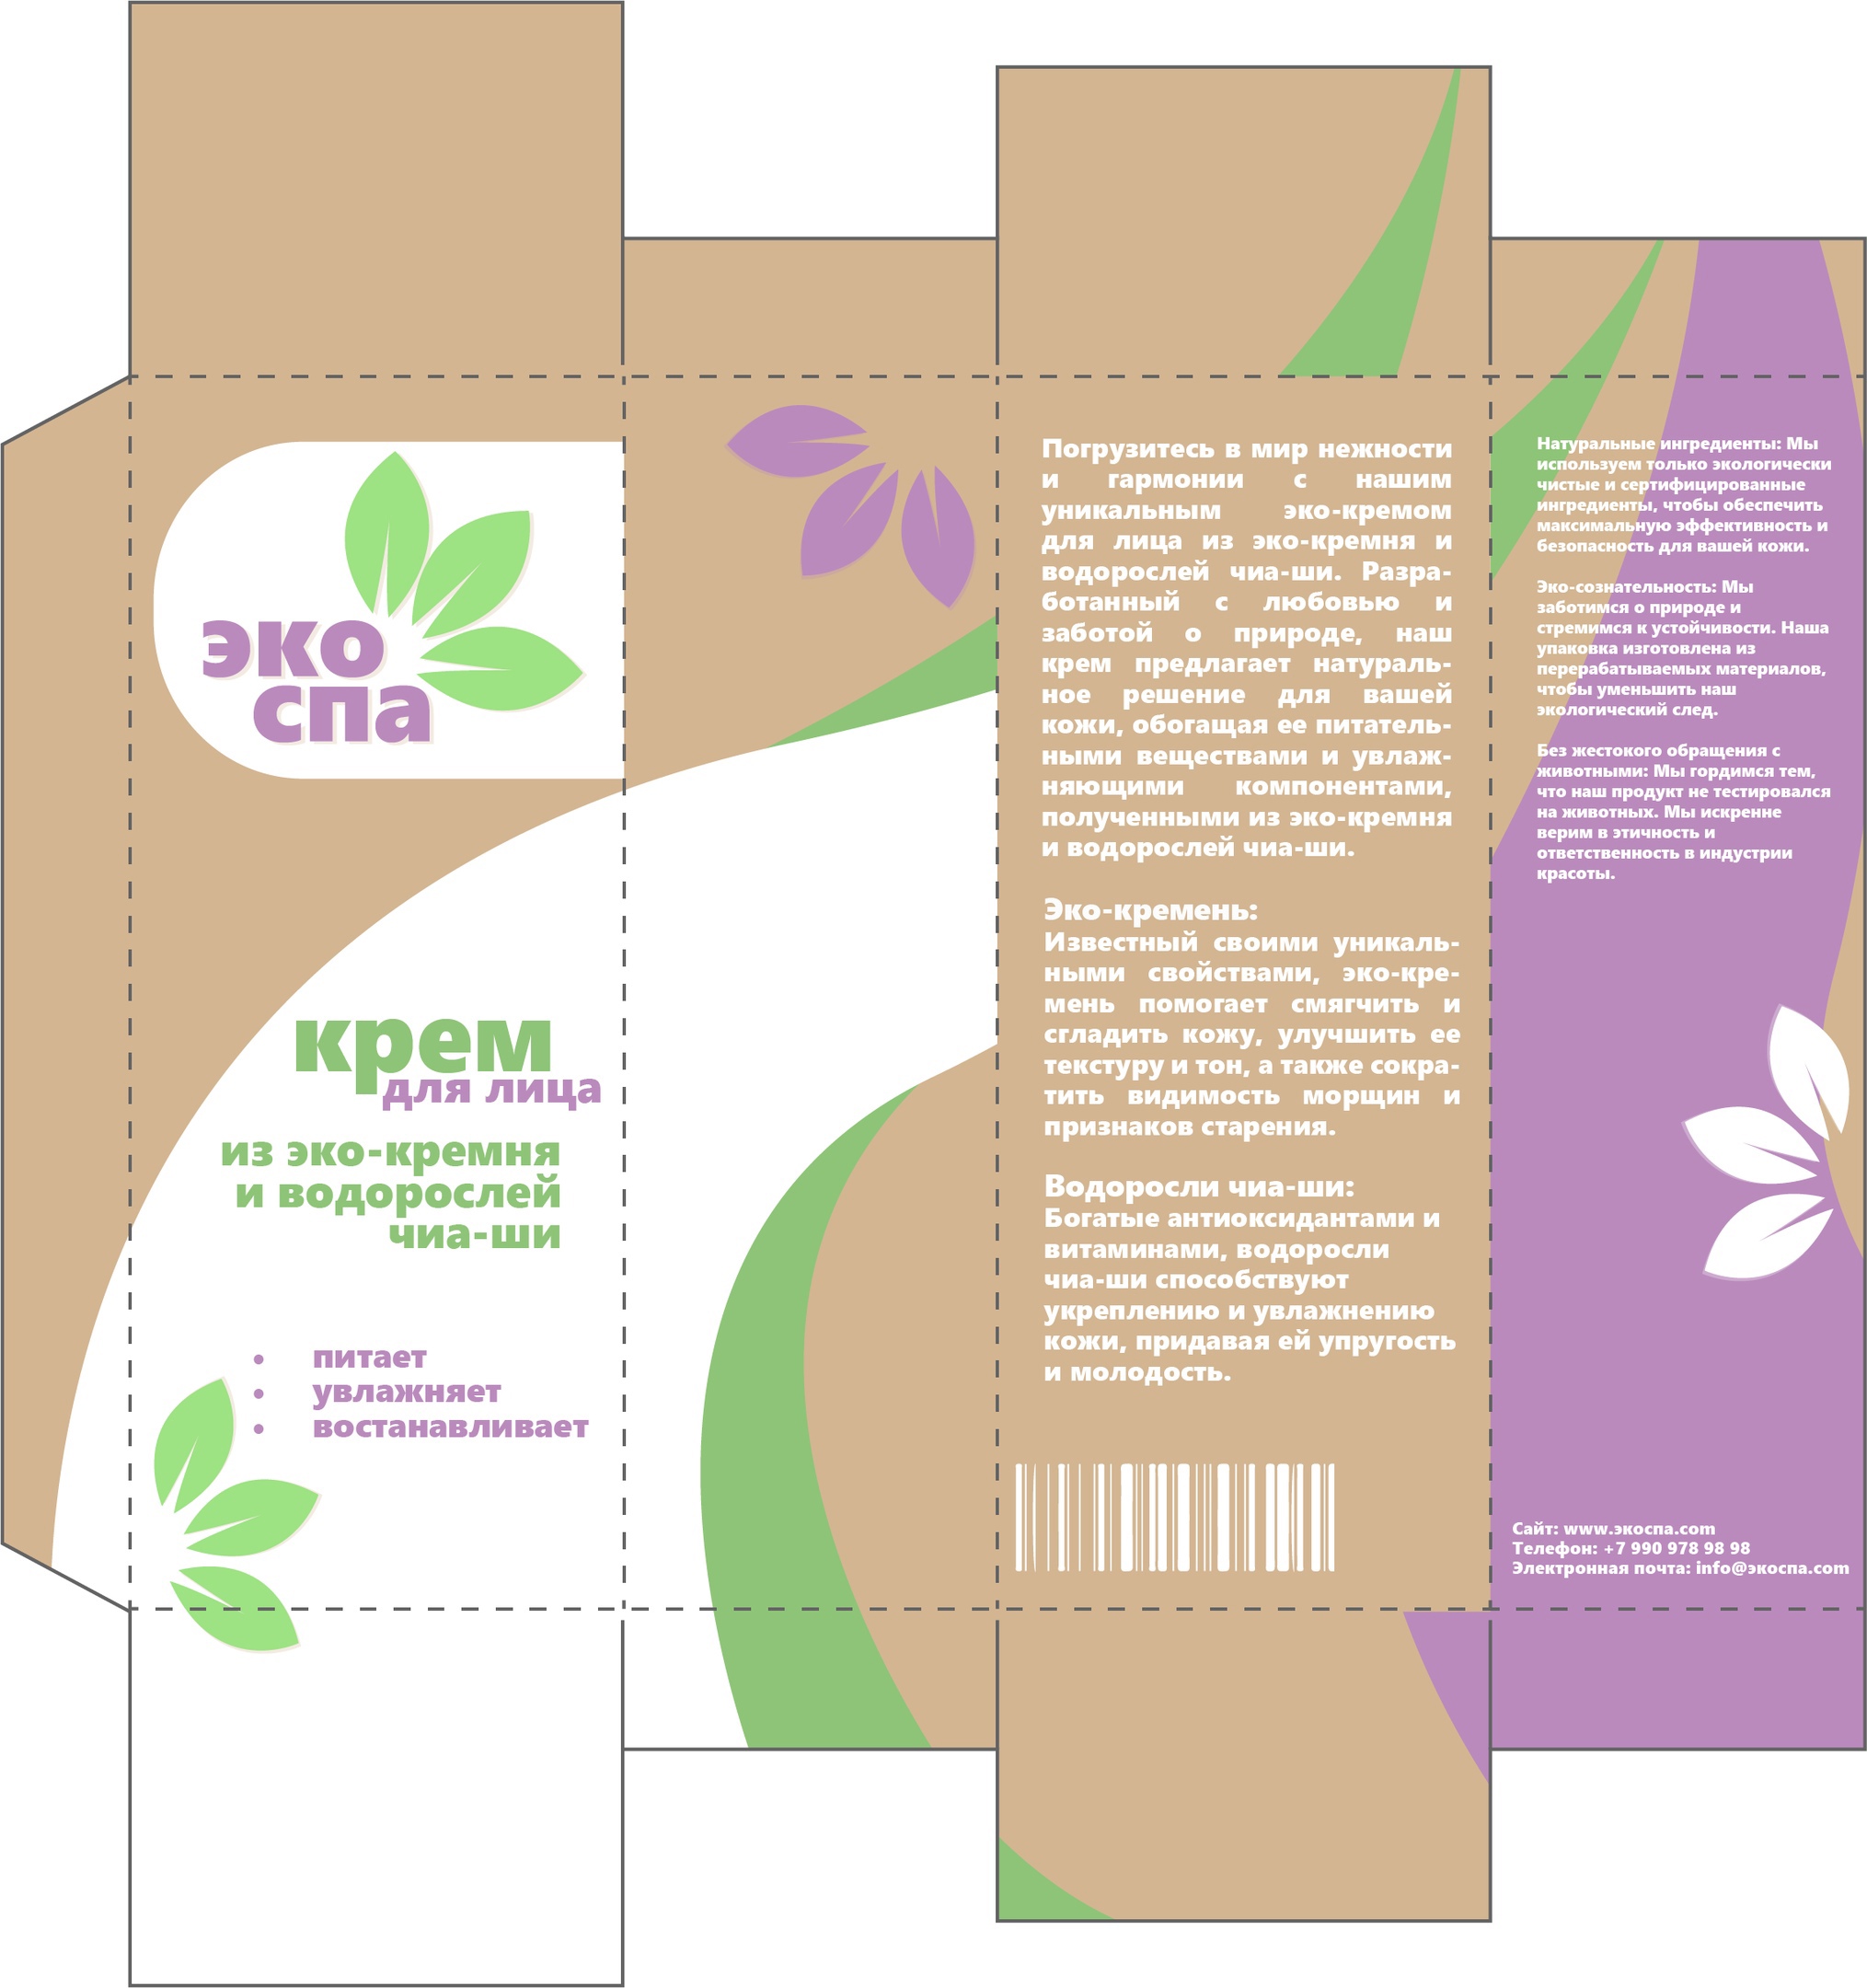 эко
спа
крем
для лица
из эко-кремня
и водорослей
чиа-ши
• питает
• увлажняет
• востанавливает
Погрузитесь в мир нежности
и гармонии с нашим
уникальным эко-кремом
для лица из эко-кремня и
водорослей чиа-ши. Разра-
ботанный с любовью и
заботой о природе, наш
крем предлагает натураль-
ное решение для вашей
кожи, обогащая ее питатель-
ными веществами и увлаж-
няющими компонентами,
полученными из эко-кремня
и водорослей чиа-ши.
Эко-кремень:
Известный своими уникаль-
ными свойствами, эко-кре-
мень помогает смягчить и
сгладить кожу, улучшить ее
текстуру и тон, а также сокра-
тить видимость морщин и
признаков старения.
Водоросли чиа-ши:
Богатые антиоксидантами и
витаминами, водоросли
чиа-ши способствуют
укреплению и увлажнению
кожи, придавая ей упругость
и молодость.
Натуральные ингредиенты: Мы
используем только экологически
чистые и сертифицированные
ингредиенты, чтобы обеспечить
максимальную эффективность и
безопасность для вашей кожи.
Эко-сознательность: Мы
заботимся о природе и
стремимся к устойчивости. Наша
упаковка изготовлена из
перерабатываемых материалов,
чтобы уменьшить наш
экологический след.
Без жестокого обращения с
животными: Мы гордимся тем,
что наш продукт не тестировался
на животных. Мы искренне
верим в этичность и
ответственность в индустрии
красоты.
Сайт: www.экоспа.com
Телефон: +7 990 978 98 98
Электронная почта: info@экоспа.com